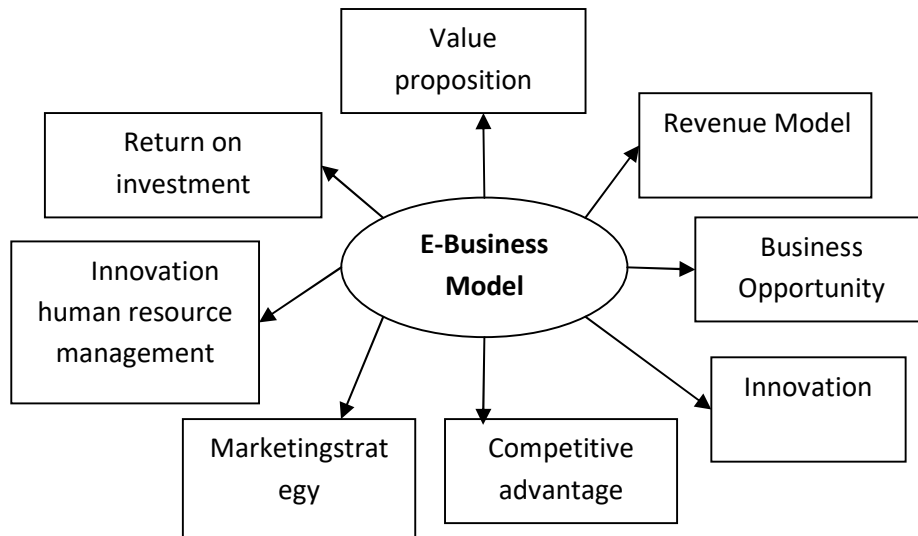 Value
proposition
Revenue Model
Return on
investment
E-Business
Model
Business
Opportunity
Innovation
human resource
management
Innovation
Marketingstrat
egy
Competitive
advantage